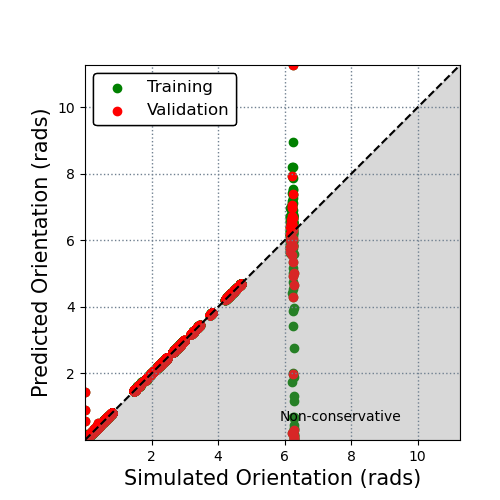 Training
Validation
10
8
6
4
2
Predicted Orientation (rads)
Non-conservative
2
4
6
8
10
Simulated Orientation (rads)